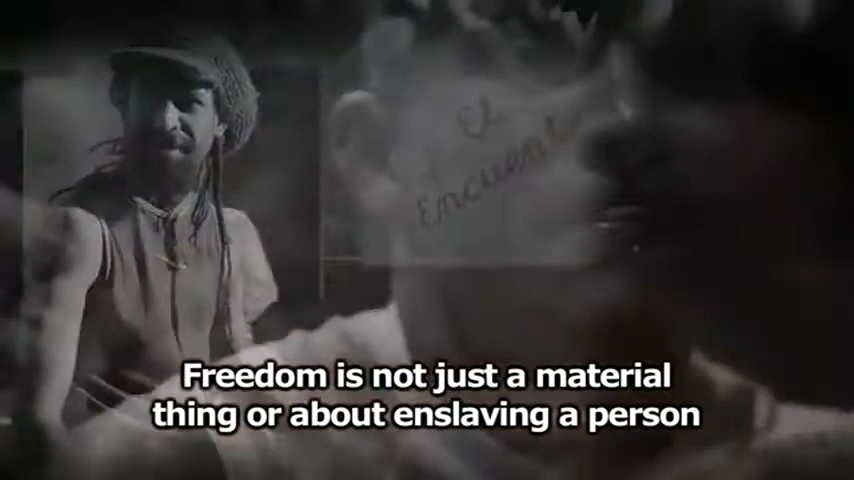 El
Encuent
Freedom is not just a material
thing or about enslaving a person